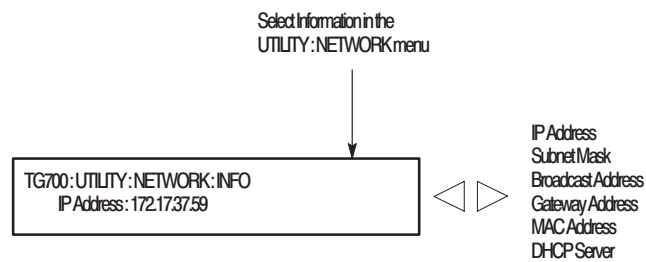 Select Information in the
UTILITY : NETWORK menu
TG700 : UTILITY : NETWORK : INFO
IP Address : 172.17.37.59
IP Address
Subnet Mask
Broadcast Address
Gateway Address
MAC Address
DHCP Server